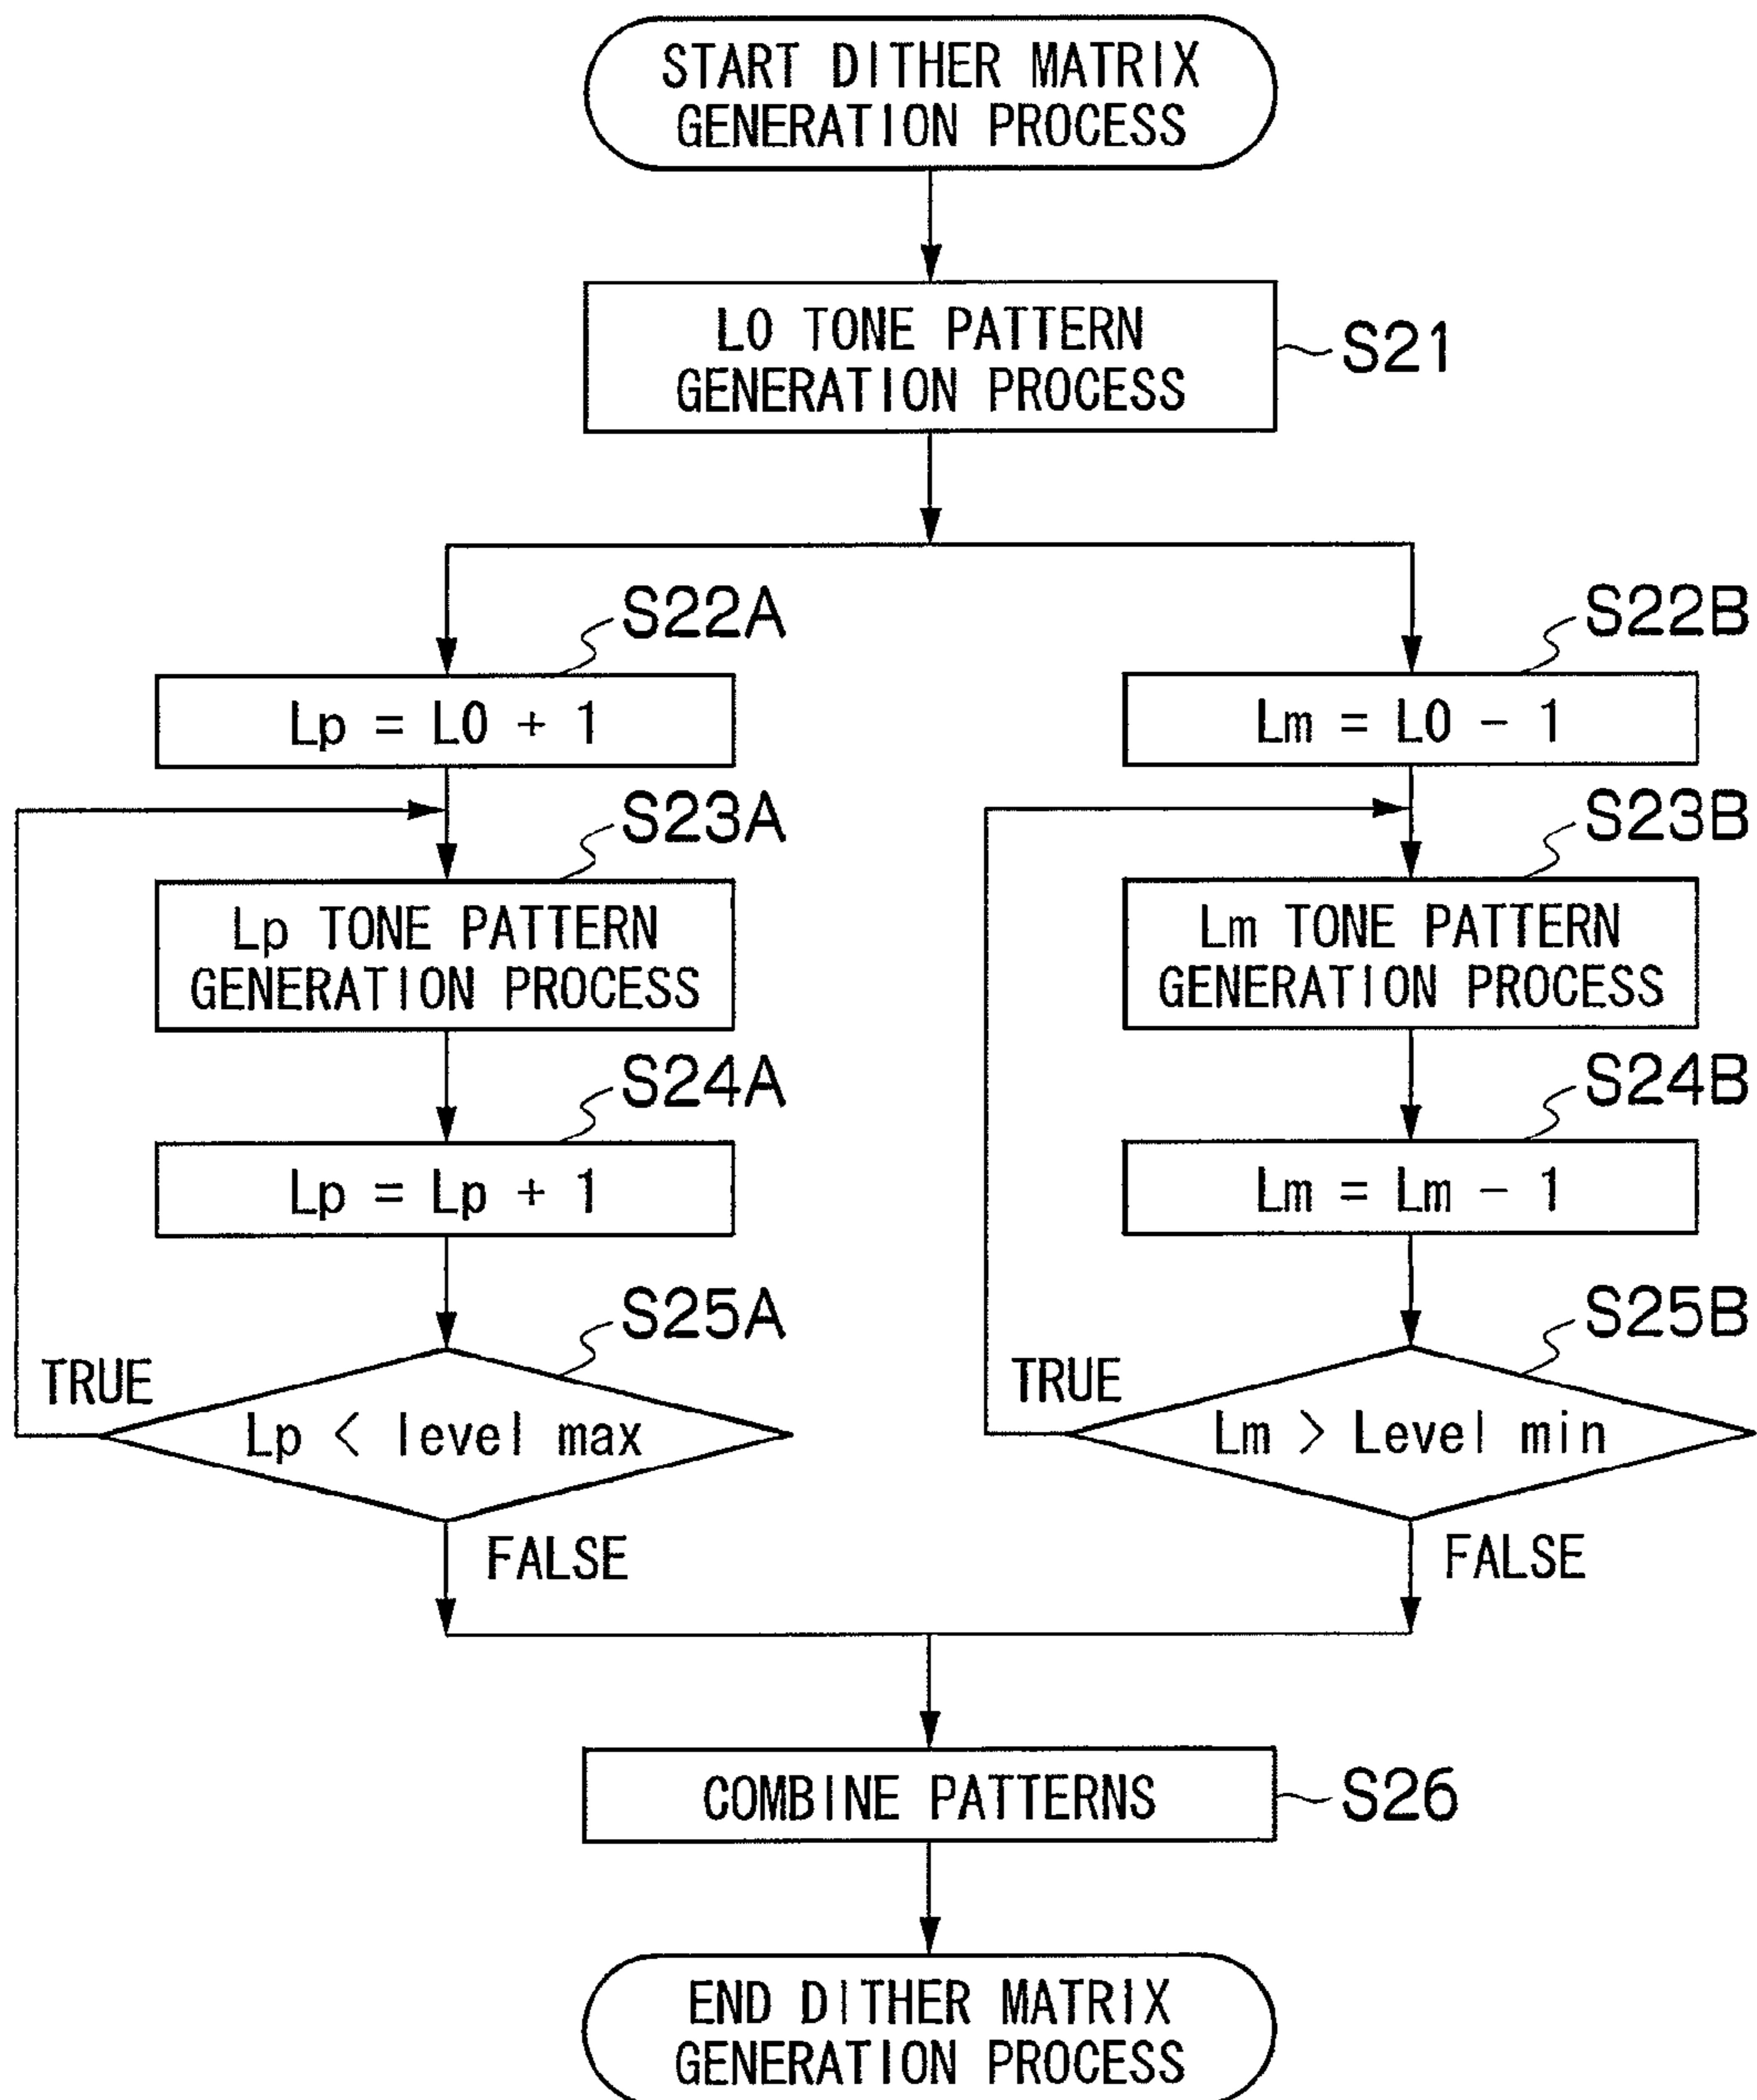 START DITHER MATRIX
GENERATION PROCESS
L0 TONE PATTERN
GENERATION PROCESS
S21
S22A
Lp = L0 + 1
S22B
Lm = L0 - 1
S23A
Lp TONE PATTERN
GENERATION PROCESS
S23B
Lm TONE PATTERN
GENERATION PROCESS
S24A
Lp = Lp + 1
S24B
Lm = Lm - 1
S25A
TRUE
Lp < level max
FALSE
S25B
TRUE
Lm > Level min
FALSE
COMBINE PATTERNS
S26
END DITHER MATRIX
GENERATION PROCESS